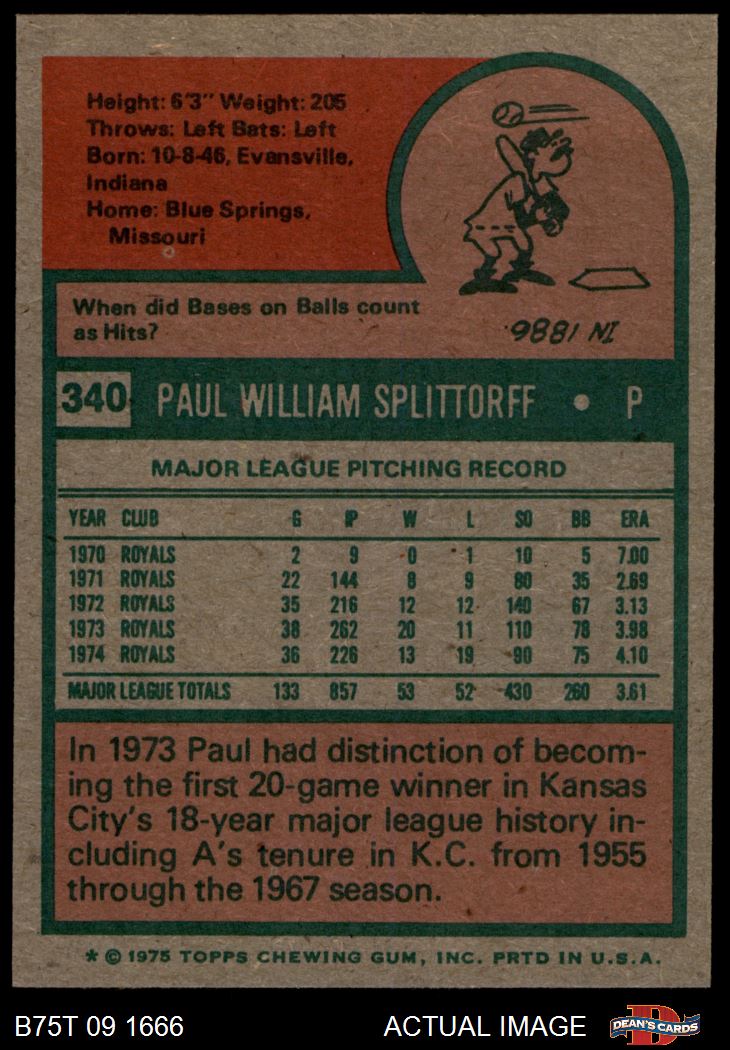 Height: 6'3" Weight: 205
Throws: Left Bats: Left
Born: 10-8-46, Evansville,
Indiana
Home: Blue Springs,
Missouri
When did Bases on Balls count
as Hits?
IN 1886.
340 PAUL WILLIAM SPLITTORFF • P
MAJOR LEAGUE PITCHING RECORD
YEAR CLUB G IP W L SO BB ERA
1970 ROYALS 2 9 0 1 10 5 7.00
1971 ROYALS 22 144 8 9 80 35 2.69
1972 ROYALS 35 216 12 12 140 67 3.13
1973 ROYALS 38 262 20 11 110 78 3.98
1974 ROYALS 36 226 13 19 90 75 4.10
MAJOR LEAGUE TOTALS 133 857 53 52 430 260 3.61
In 1973 Paul had distinction of becom-
ing the first 20-game winner in Kansas
City's 18-year major league history in-
cluding A's tenure in K.C. from 1955
through the 1967 season.
* © 1975 TOPPS CHEWING GUM, INC. PRTD IN U.S.A.
B75T 09 1666 ACTUAL IMAGE DEAN'S CARDS